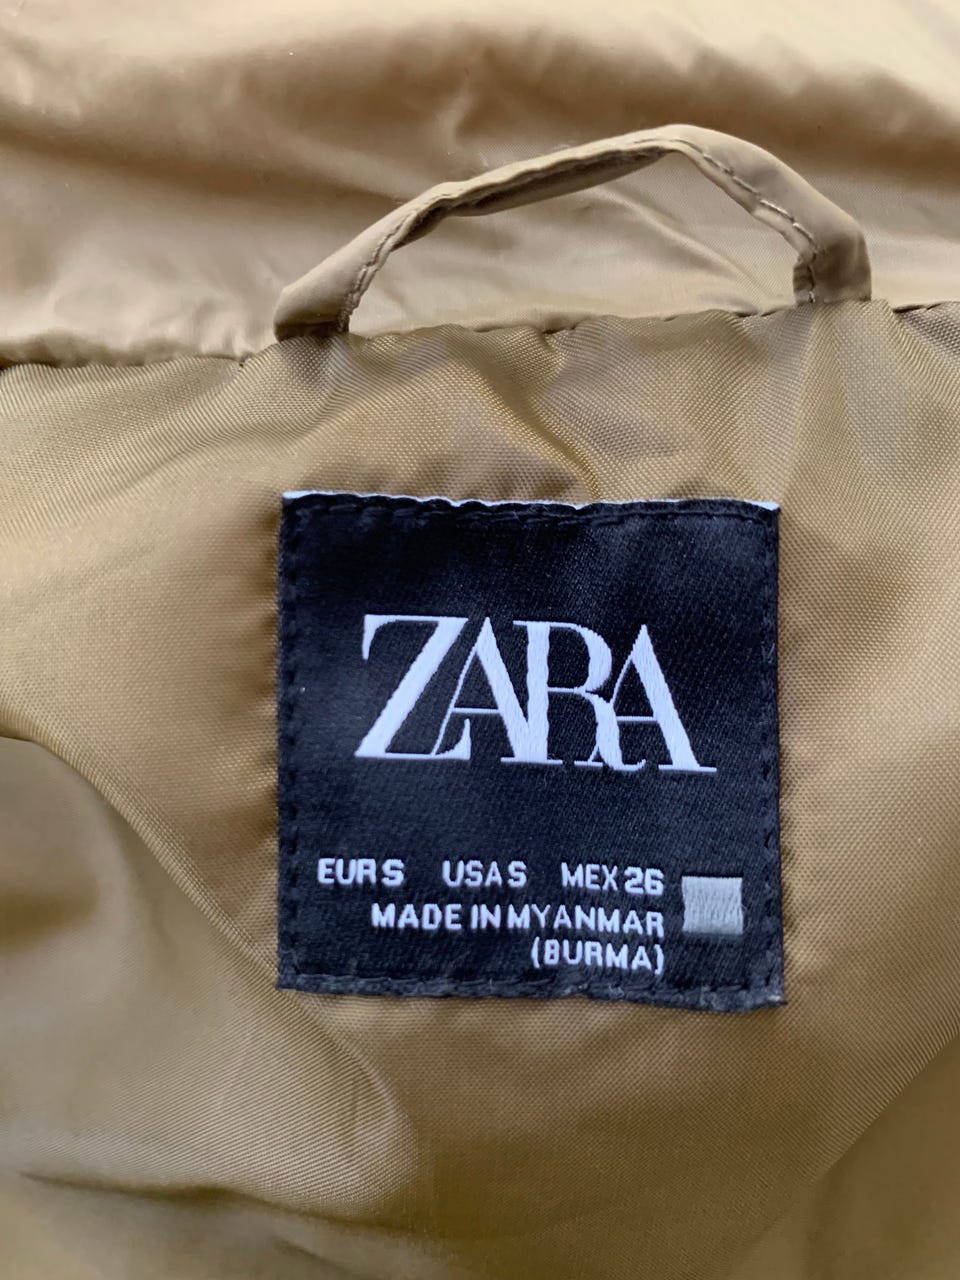 ZARA
EUR S USA S MEX 26
MADE IN MYANMAR
(BURMA)